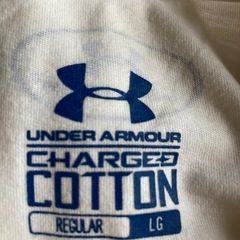 UNDER ARMOUR
CHARGED
COTTON
REGULAR LG